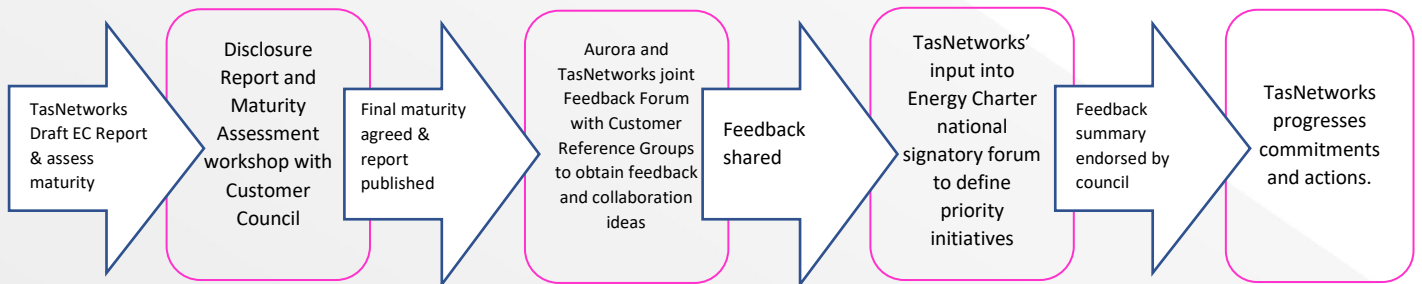 TasNetworks
Draft EC Report
& assess
maturity
Disclosure
Report and
Maturity
Assessment
workshop with
Customer
Council
Final maturity
agreed &
report
published
Aurora and
TasNetworks joint
Feedback Forum
with Customer
Reference Groups
to obtain feedback
and collaboration
ideas
Feedback
shared
TasNetworks’
input into
Energy Charter
national
signatory forum
to define
priority
initiatives
Feedback
summary
endorsed by
council
TasNetworks
progresses
commitments
and actions.